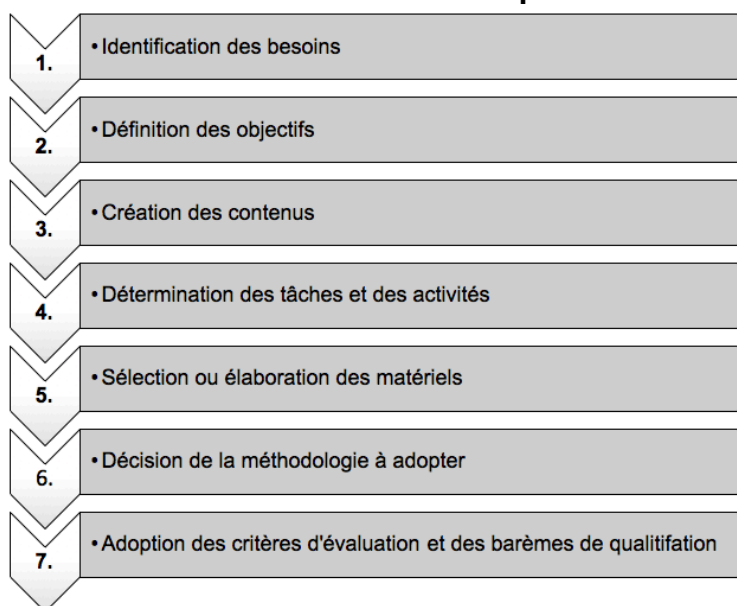 1. • Identification des besoins
2. • Définition des objectifs
3. • Création des contenus
4. • Détermination des tâches et des activités
5. • Sélection ou élaboration des matériels
6. • Décision de la méthodologie à adopter
7. • Adoption des critères d'évaluation et des barèmes de qualitifation